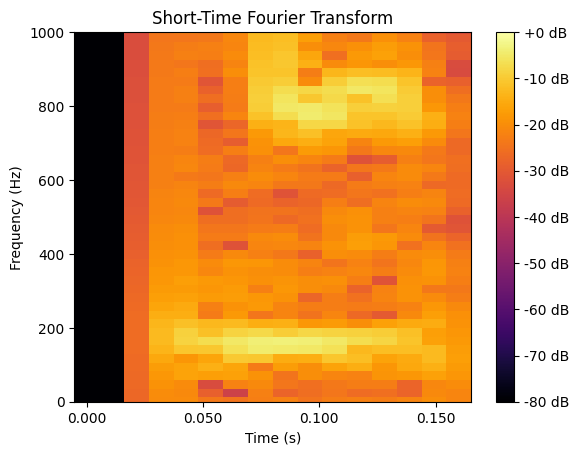 Short-Time Fourier Transform
Frequency (Hz)
1000
800
600
400
200
0
0.000
0.050
0.100
0.150
Time (s)
+0 dB
-10 dB
-20 dB
-30 dB
-40 dB
-50 dB
-60 dB
-70 dB
-80 dB